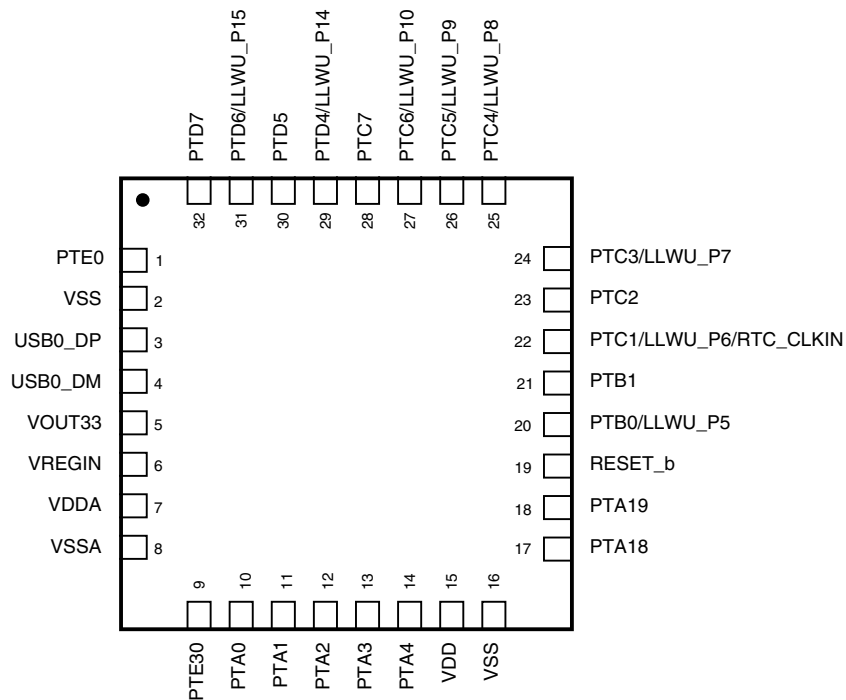 PTD7
PTD6/LLWU_P15
PTD5
PTD4/LLWU_P14
PTC7
PTC6/LLWU_P10
PTC5/LLWU_P9
PTC4/LLWU_P8
32
31
30
29
28
27
26
25
PTE0 1
VSS 2
USB0_DP 3
USB0_DM 4
VOUT33 5
VREGIN 6
VDDA 7
VSSA 8
24 PTC3/LLWU_P7
23 PTC2
22 PTC1/LLWU_P6/RTC_CLKIN
21 PTB1
20 PTB0/LLWU_P5
19 RESET_b
18 PTA19
17 PTA18
9
10
11
12
13
14
15
16
PTE30
PTA0
PTA1
PTA2
PTA3
PTA4
VDD
VSS